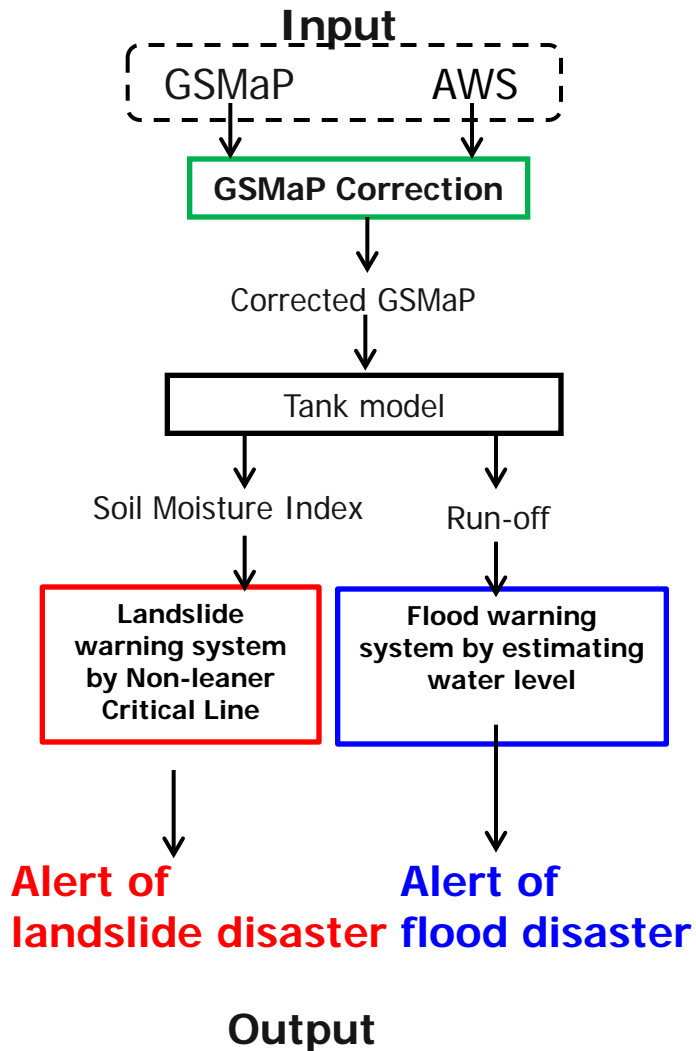 Input
GSMaP AWS
GSMaP Correction
Corrected GSMaP
Tank model
Soil Moisture Index
Run-off
Landslide
warning system
by Non-leaner
Critical Line
Flood warning
system by estimating
water level
Alert of
landslide disaster
Alert of
flood disaster
Output